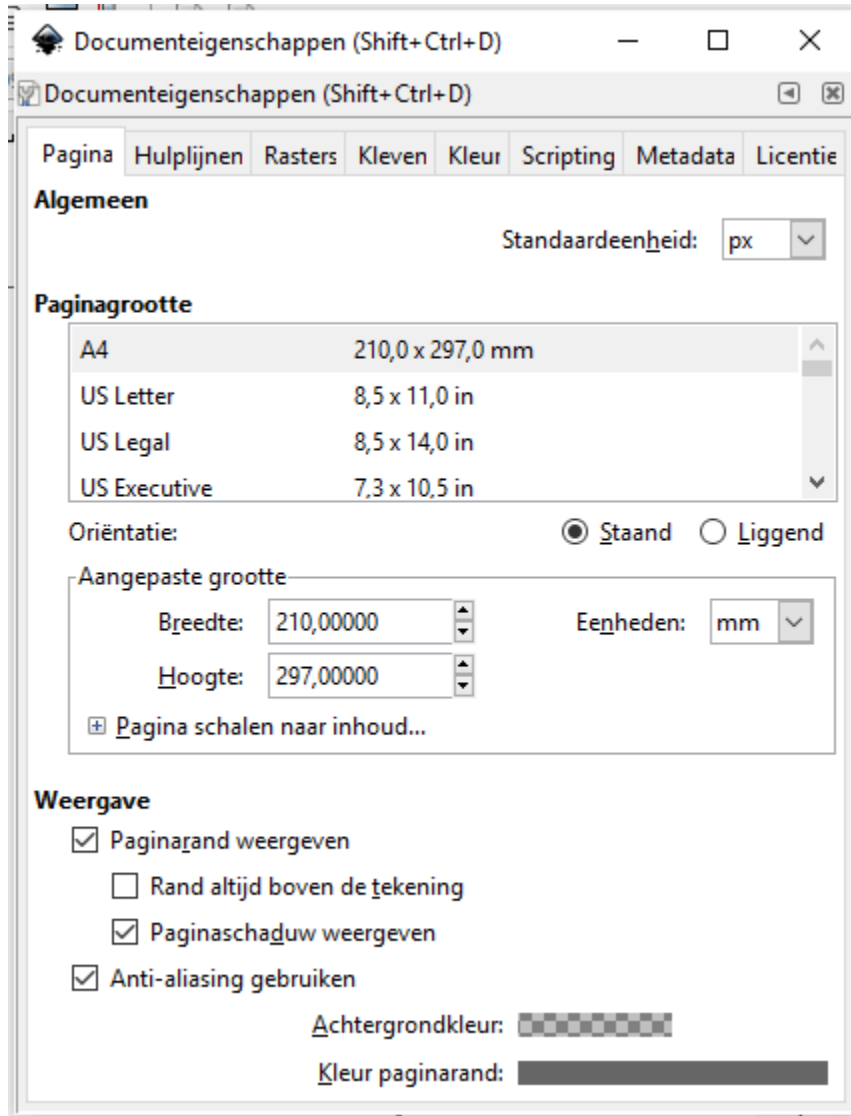 Documenteigenschappen (Shift+Ctrl+D)
Documenteigenschappen (Shift+Ctrl+D)
Pagina Hulplijnen Rasters Kleven Kleur Scripting Metadata Licentie
Algemeen
Standaardeenheid: px
Paginagrootte
A4 210,0 x 297,0 mm
US Letter 8,5 x 11,0 in
US Legal 8,5 x 14,0 in
US Executive 7,3 x 10,5 in
Oriëntatie: Staand Liggend
Aangepaste grootte
Breedte: 210,00000 Eenheden: mm
Hoogte: 297,00000
Pagina schalen naar inhoud...
Weergave
Paginarand weergeven
Rand altijd boven de tekening
Paginaschaduw weergeven
Anti-aliasing gebruiken
Achtergrondkleur:
Kleur paginarand: